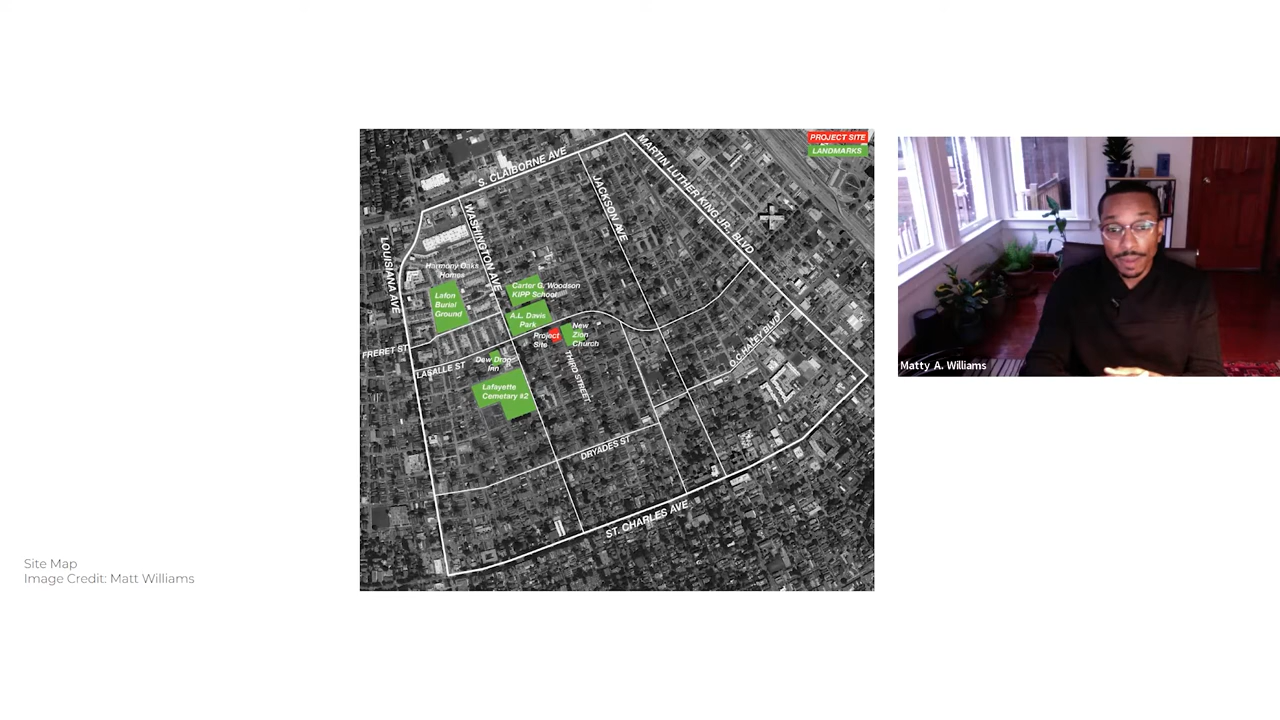 PROJECT SITE
LANDMARKS
S. CLAIBORNE AVE
MARTIN LUTHER KING JR., BLVD
JACKSON AVE
WASHINGTON AVE
LOUISIANA AVE
Harmony Oaks
Homes
Lafon
Burial
Ground
Carter G. Woodson
KIPP School
A.L. Davis
Park
Project
Site
New
Zion
Church
FRERET ST
LASALLE ST
Dew Drop
Inn
THIRD STREET
O.C. HALEY BLVD
Lafayette
Cemetary #2
DRYADES ST
ST. CHARLES AVE
Matty A. Williams
Site Map
Image Credit: Matt Williams